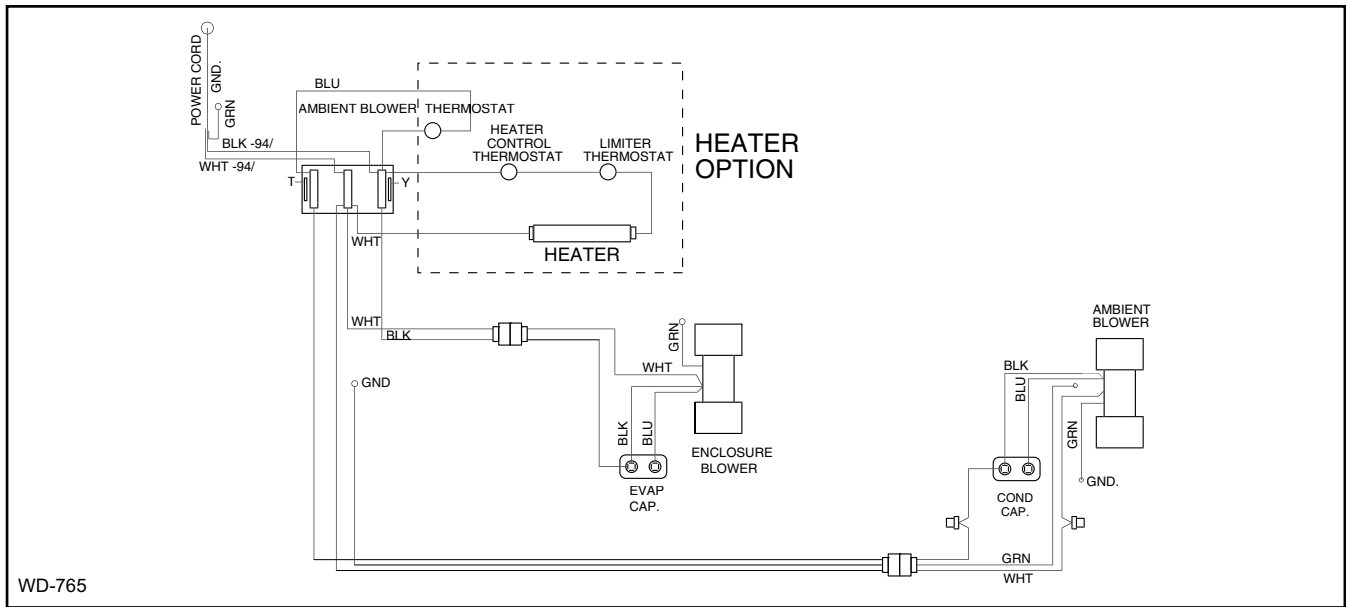 POWER CORD
GND.
GRN
BLU
AMBIENT BLOWER THERMOSTAT
HEATER
CONTROL
THERMOSTAT
LIMITER
THERMOSTAT
HEATER
OPTION
BLK -94/
WHT -94/
T
Y
WHT
HEATER
WHT
BLK
GRN
WHT
GND
BLK
BLU
ENCLOSURE
BLOWER
EVAP
CAP.
AMBIENT
BLOWER
BLK
BLU
GRN
GND.
COND
CAP.
GRN
WHT
WD-765